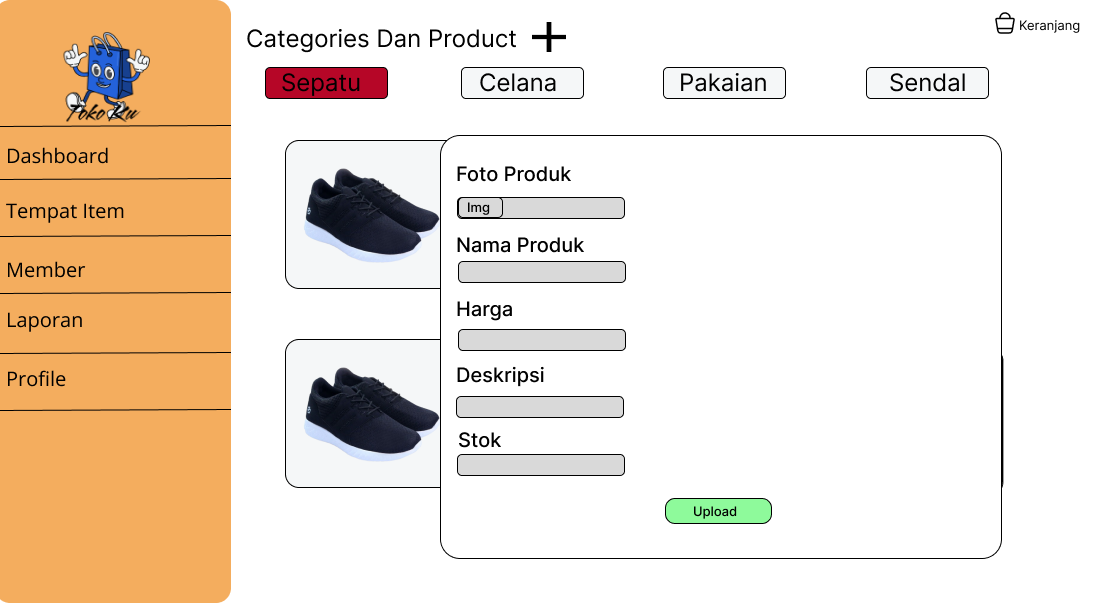 Toko Ku
Dashboard
Tempat Item
Member
Laporan
Profile
Categories Dan Product
Keranjang
Sepatu
Celana
Pakaian
Sendal
Foto Produk
Img
Nama Produk
Harga
Deskripsi
Stok
Upload